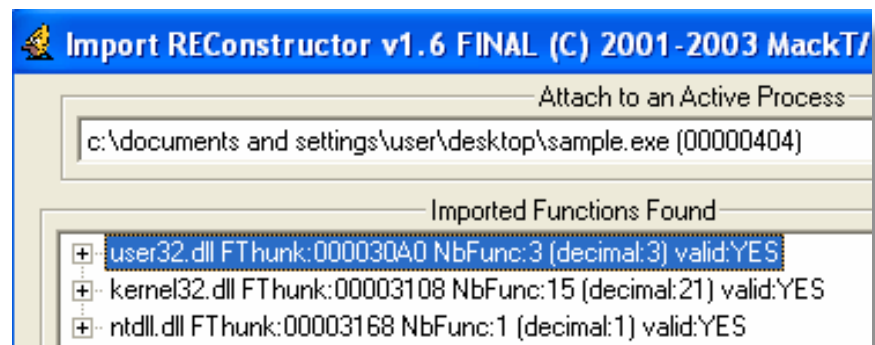 Import REConstructor v1.6 FINAL (C) 2001-2003 MackT/
Attach to an Active Process
c:\documents and settings\user\desktop\sample.exe (00000404)
Imported Functions Found
user32.dll FThunk:000030A0 NbFunc:3 (decimal:3) valid:YES
kernel32.dll FThunk:00003108 NbFunc:15 (decimal:21) valid:YES
ntdll.dll FThunk:00003168 NbFunc:1 (decimal:1) valid:YES